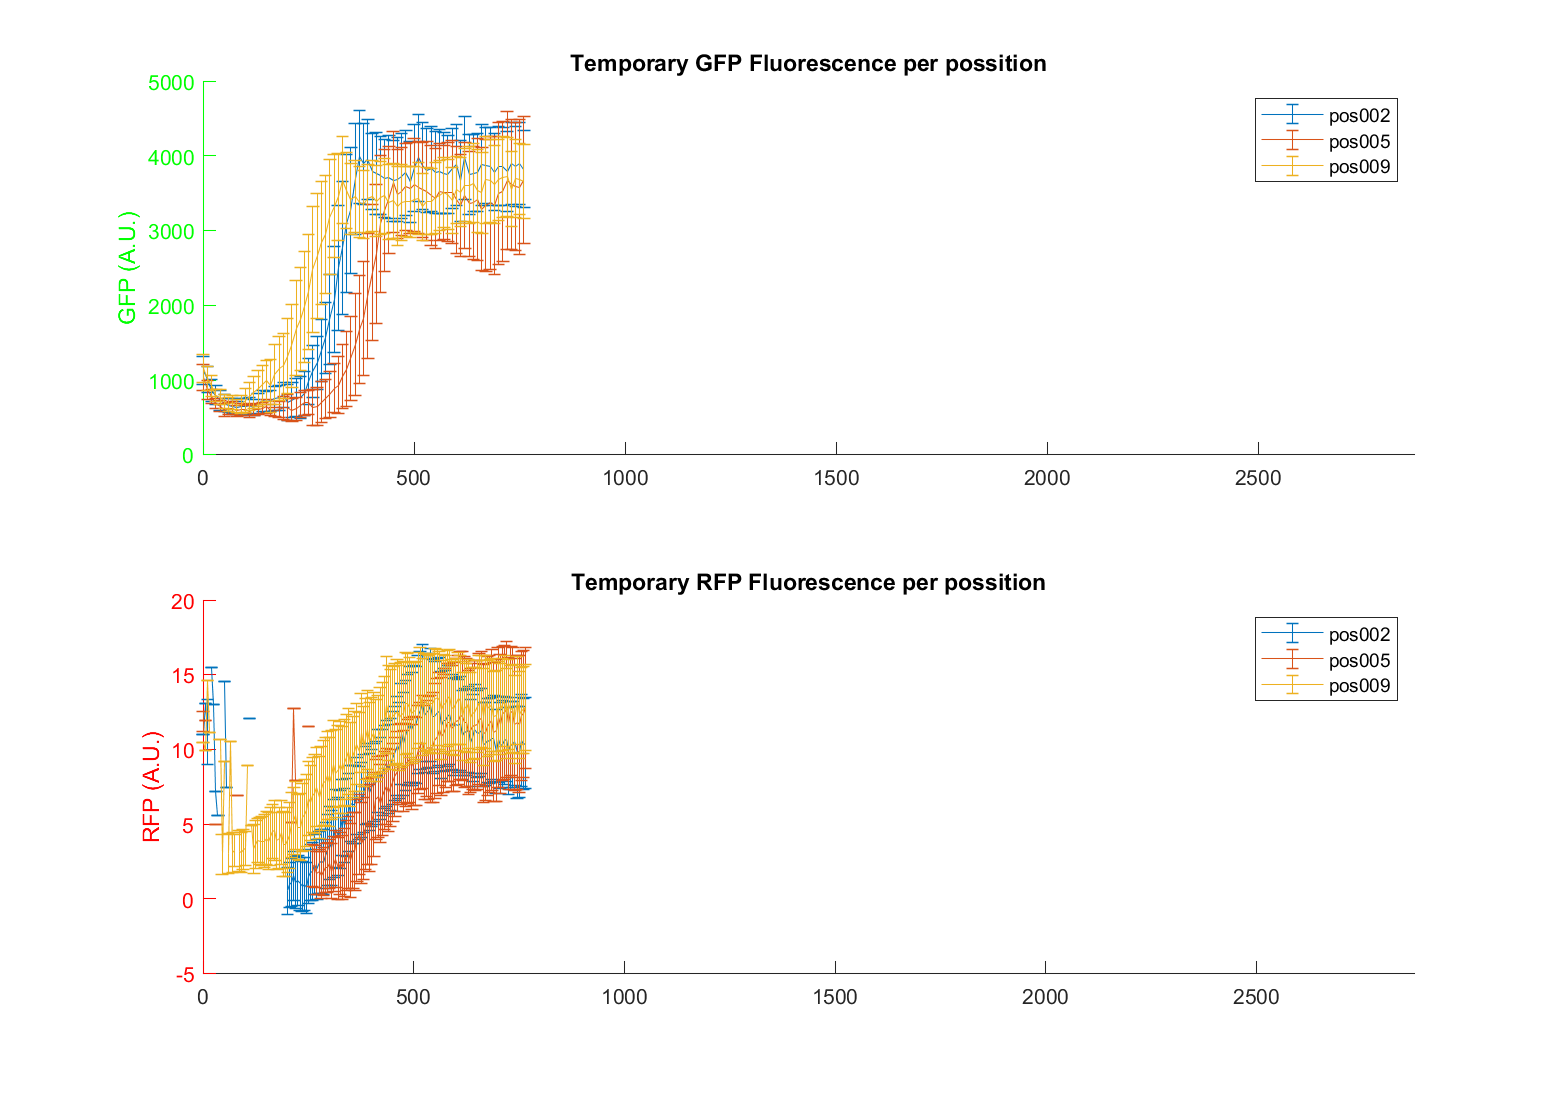 Temporary GFP Fluorescence per possition
5000
4000
3000
2000
1000
0
GFP (A.U.)
0 500 1000 1500 2000 2500
pos002
pos005
pos009
Temporary RFP Fluorescence per possition
20
15
10
5
0
-5
RFP (A.U.)
0 500 1000 1500 2000 2500
pos002
pos005
pos009